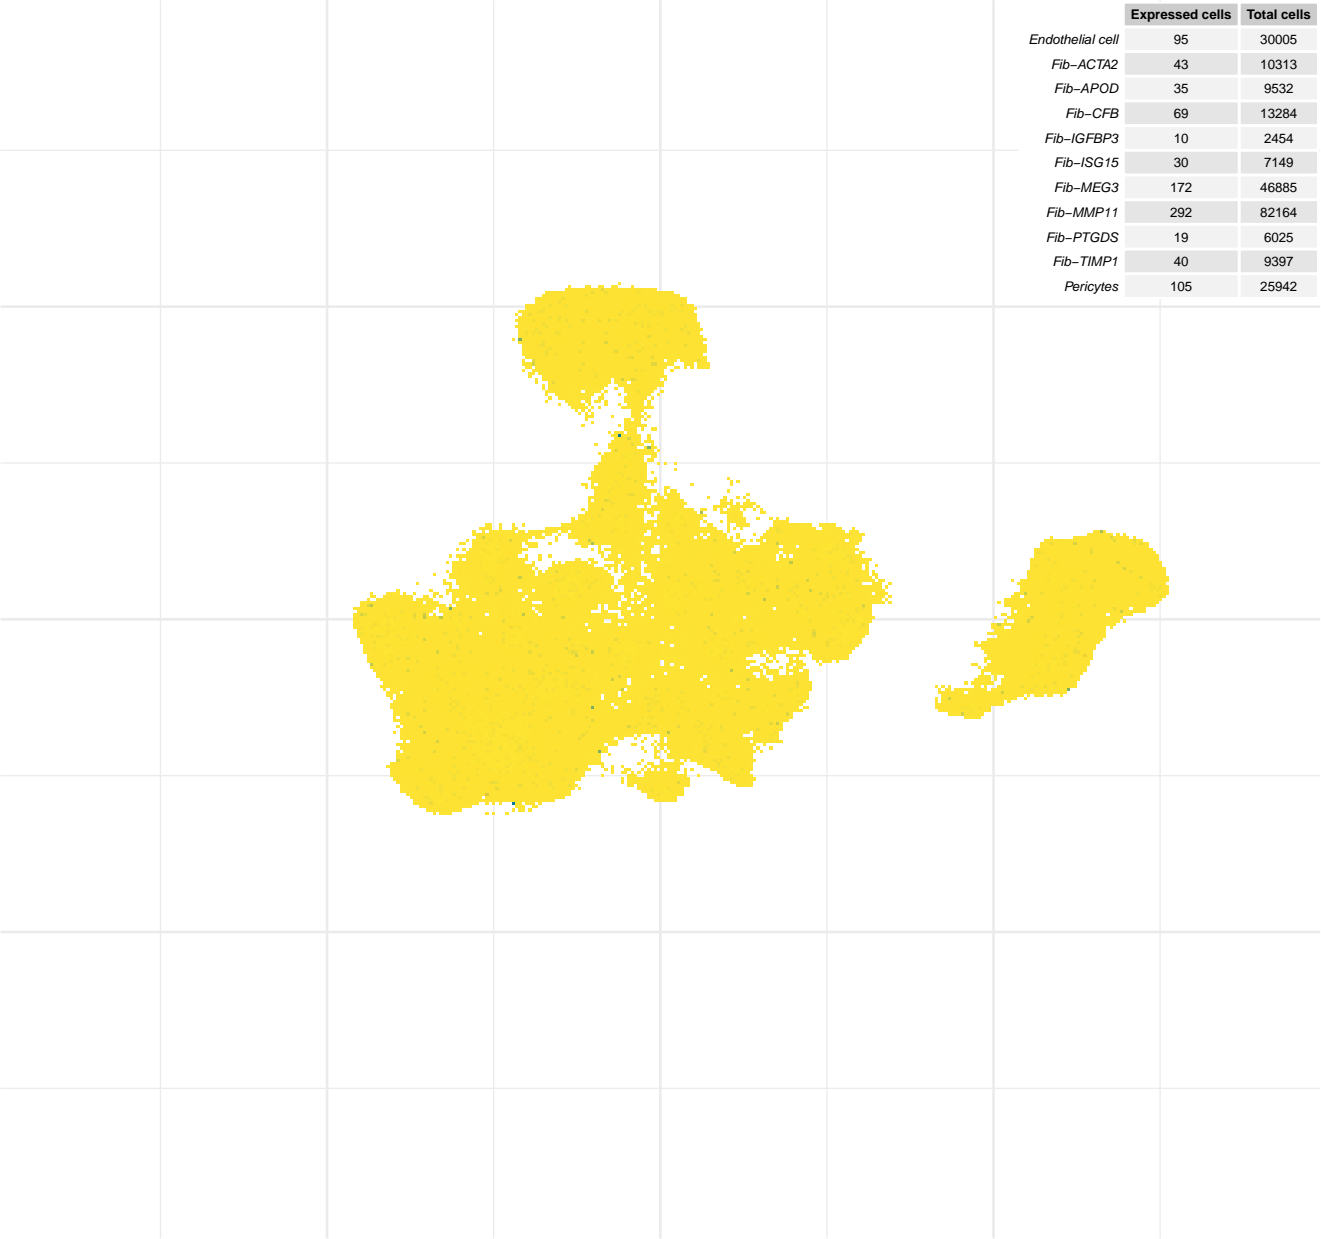 Expressed cells Total cells
Endothelial cell 95 30005
Fib−ACTA2 43 10313
Fib−APOD 35 9532
Fib−CFB 69 13284
Fib−IGFBP3 10 2454
Fib−ISG15 30 7149
Fib−MEG3 172 46885
Fib−MMP11 292 82164
Fib−PTGDS 19 6025
Fib−TIMP1 40 9397
Pericytes 105 25942